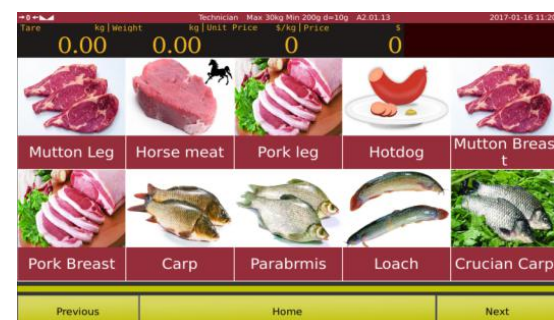 →0← Technician Max 30kg Min 200g d=10g A2.01.13 2017-01-16 11:20
Tare kg Weight kg Unit Price $/kg Price $
0.00 0.00 0 0
Mutton Leg Horse meat Pork leg Hotdog Mutton Breas
t
Pork Breast Carp Parabrmis Loach Crucian Carp
Previous Home Next